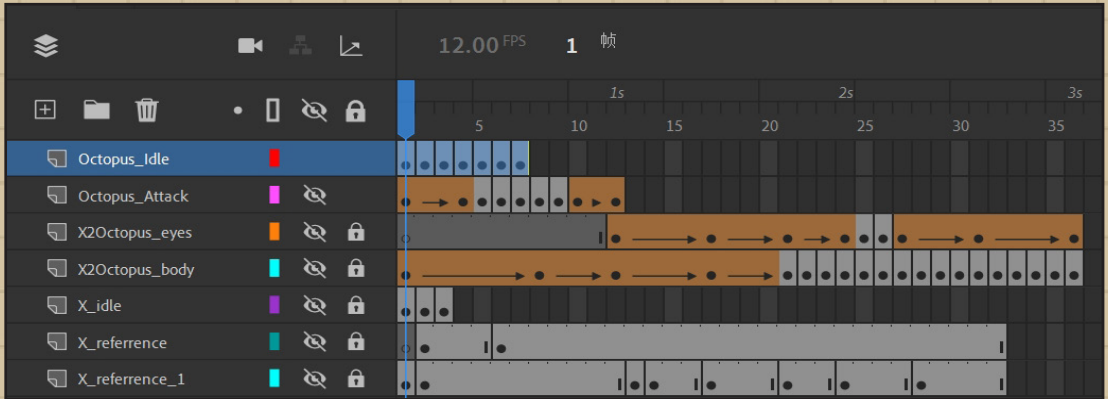 12.00 FPS 1 帧
1s 2s 3s
5 10 15 20 25 30 35
Octopus_Idle
Octopus_Attack
X2Octopus_eyes
X2Octopus_body
X_idle
X_referrence
X_referrence_1